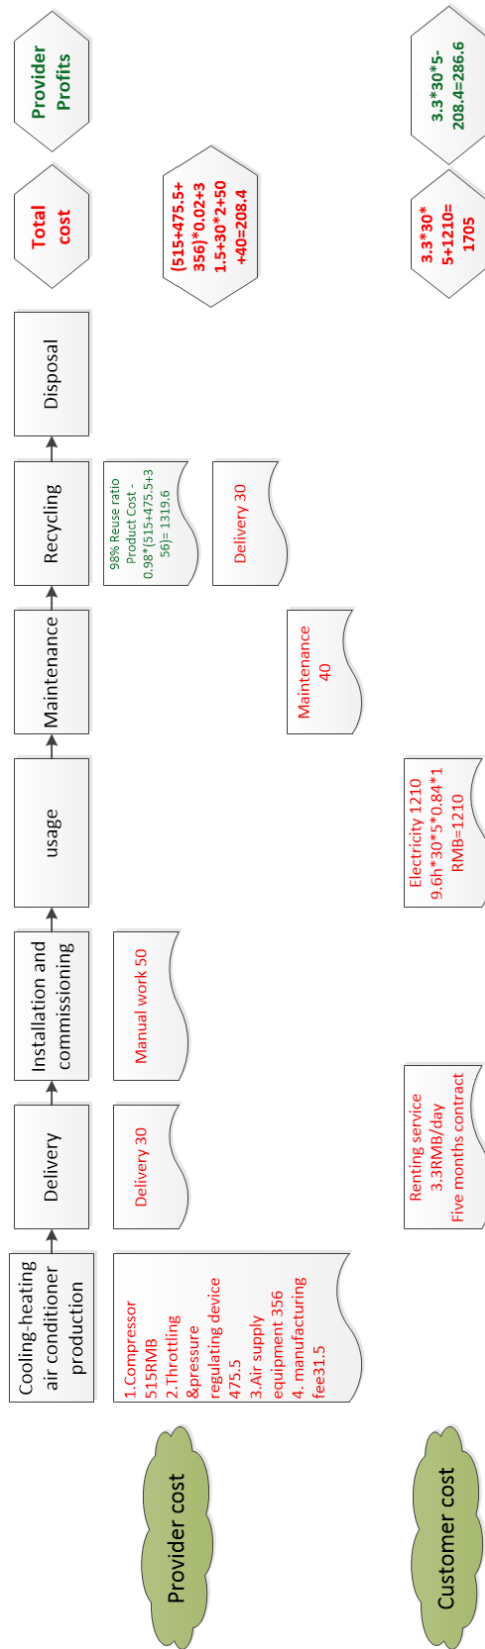 Cooling-heating
air conditioner
production
Delivery
Installation and
commissioning
usage
Maintenance
Recycling
Disposal
Total
cost
Provider
Profits
Provider cost
1.Compressor
515RMB
2.Throttling
&pressure
regulating device
475.5
3.Air supply
equipment 356
4. manufacturing
fee31.5
Delivery 30
Manual work 50
Maintenance
40
98% Reuse ratio
Product Cost -
0.98*(515+475.5+3
56)= 1319.6
Delivery 30
(515+475.5+
356)*0.02+3
1.5+30*2+50
+40=208.4
Customer cost
Renting service
3.3RMB/day
Five months contract
Electricity 1210
9.6h*30*5*0.84*1
RMB=1210
3.3*30*
5+1210=
1705
3.3*30*5-
208.4=286.6